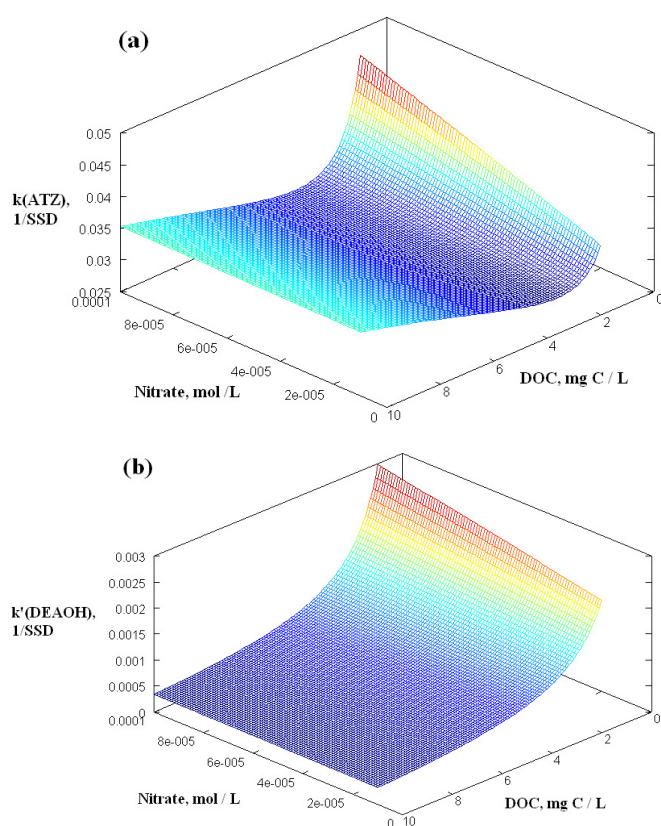 (a)
0.05
0.045
0.04
k(ATZ),
1/SSD
0.035
0.03
0.025
0.0001
8e-005
6e-005
4e-005
2e-005
0
Nitrate, mol /L
10
8
6
4
2
0
DOC, mg C / L
(b)
0.003
0.0025
0.002
k'(DEAOH),
1/SSD
0.0015
0.001
0.0005
0
0.0001
8e-005
6e-005
4e-005
2e-005
0
Nitrate, mol / L
10
8
6
4
2
0
DOC, mg C / L